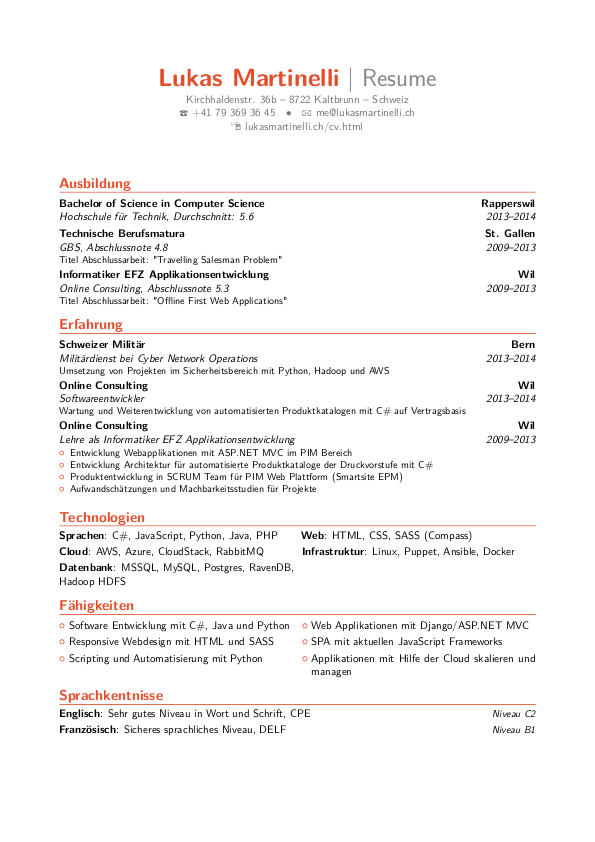 Lukas Martinelli | Resume
Kirchhaldenstr. 36b – 8722 Kaltbrunn – Schweiz
☎ +41 79 369 36 45 • ✉ me@lukasmartinelli.ch
lukasmartinelli.ch/cv.html
Ausbildung
Bachelor of Science in Computer Science Rapperswil
Hochschule für Technik, Durchschnitt: 5.6 2013–2014
Technische Berufsmatura St. Gallen
GBS, Abschlussnote 4.8 2009–2013
Titel Abschlussarbeit: "Travelling Salesman Problem"
Informatiker EFZ Applikationsentwicklung Wil
Online Consulting, Abschlussnote 5.3 2009–2013
Titel Abschlussarbeit: "Offline First Web Applications"
Erfahrung
Schweizer Militär Bern
Militärdienst bei Cyber Network Operations 2013–2014
Umsetzung von Projekten im Sicherheitsbereich mit Python, Hadoop und AWS
Online Consulting Wil
Softwareentwickler 2013–2014
Wartung und Weiterentwicklung von automatisierten Produktkatalogen mit C# auf Vertragsbasis
Online Consulting Wil
Lehre als Informatiker EFZ Applikationsentwicklung 2009–2013
○ Entwicklung Webapplikationen mit ASP.NET MVC im PIM Bereich
○ Entwicklung Architektur für automatisierte Produktkataloge der Druckvorstufe mit C#
○ Produktentwicklung in SCRUM Team für PIM Web Plattform (Smartsite EPM)
○ Aufwandschätzungen und Machbarkeitsstudien für Projekte
Technologien
Sprachen: C#, JavaScript, Python, Java, PHP Web: HTML, CSS, SASS (Compass)
Cloud: AWS, Azure, CloudStack, RabbitMQ Infrastruktur: Linux, Puppet, Ansible, Docker
Datenbank: MSSQL, MySQL, Postgres, RavenDB,
Hadoop HDFS
Fähigkeiten
○ Software Entwicklung mit C#, Java und Python ○ Web Applikationen mit Django/ASP.NET MVC
○ Responsive Webdesign mit HTML und SASS ○ SPA mit aktuellen JavaScript Frameworks
○ Scripting und Automatisierung mit Python ○ Applikationen mit Hilfe der Cloud skalieren und
managen
Sprachkentnisse
Englisch: Sehr gutes Niveau in Wort und Schrift, CPE Niveau C2
Französisch: Sicheres sprachliches Niveau, DELF Niveau B1